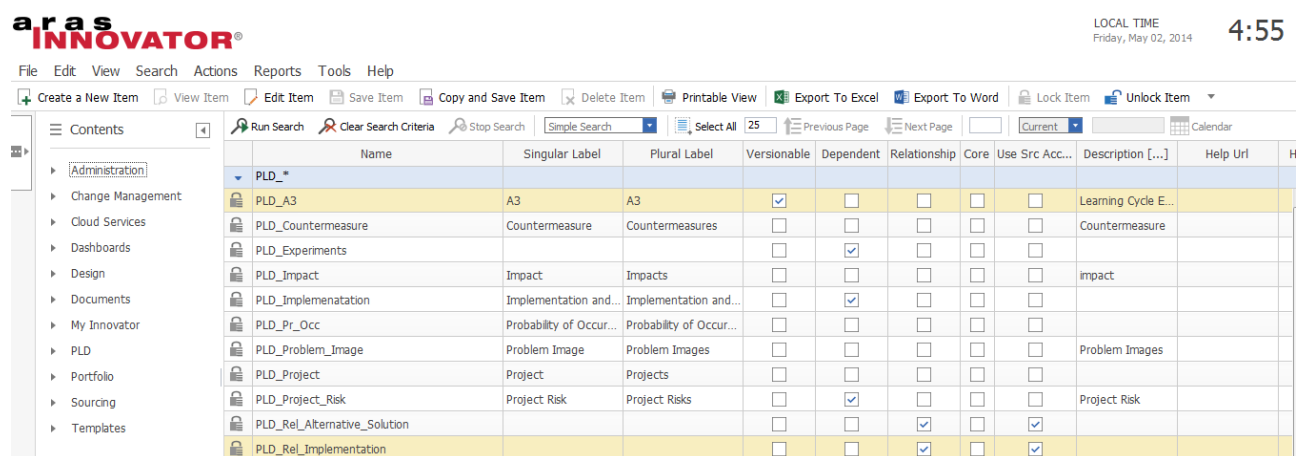 aras
INNOVATOR®
LOCAL TIME
Friday, May 02, 2014
4:55
File Edit View Search Actions Reports Tools Help
Create a New Item View Item Edit Item Save Item Copy and Save Item Delete Item Printable View Export To Excel Export To Word Lock Item Unlock Item
Contents
Run Search Clear Search Criteria Stop Search Simple Search Select All 25 Previous Page Next Page Current Calendar
Administration
Change Management
Cloud Services
Dashboards
Design
Documents
My Innovator
PLD
Portfolio
Sourcing
Templates
Name Singular Label Plural Label Versionable Dependent Relationship Core Use Src Acc... Description [...] Help Url H
PLD_*
PLD_A3 A3 A3 Learning Cycle E...
PLD_Countermeasure Countermeasure Countermeasures Countermeasure
PLD_Experiments
PLD_Impact Impact Impacts impact
PLD_Implemenatation Implementation and... Implementation and...
PLD_Pr_Occ Probability of Occur... Probability of Occur...
PLD_Problem_Image Problem Image Problem Images Problem Images
PLD_Project Project Projects
PLD_Project_Risk Project Risk Project Risks Project Risk
PLD_Rel_Alternative_Solution
PLD_Rel_Implementation